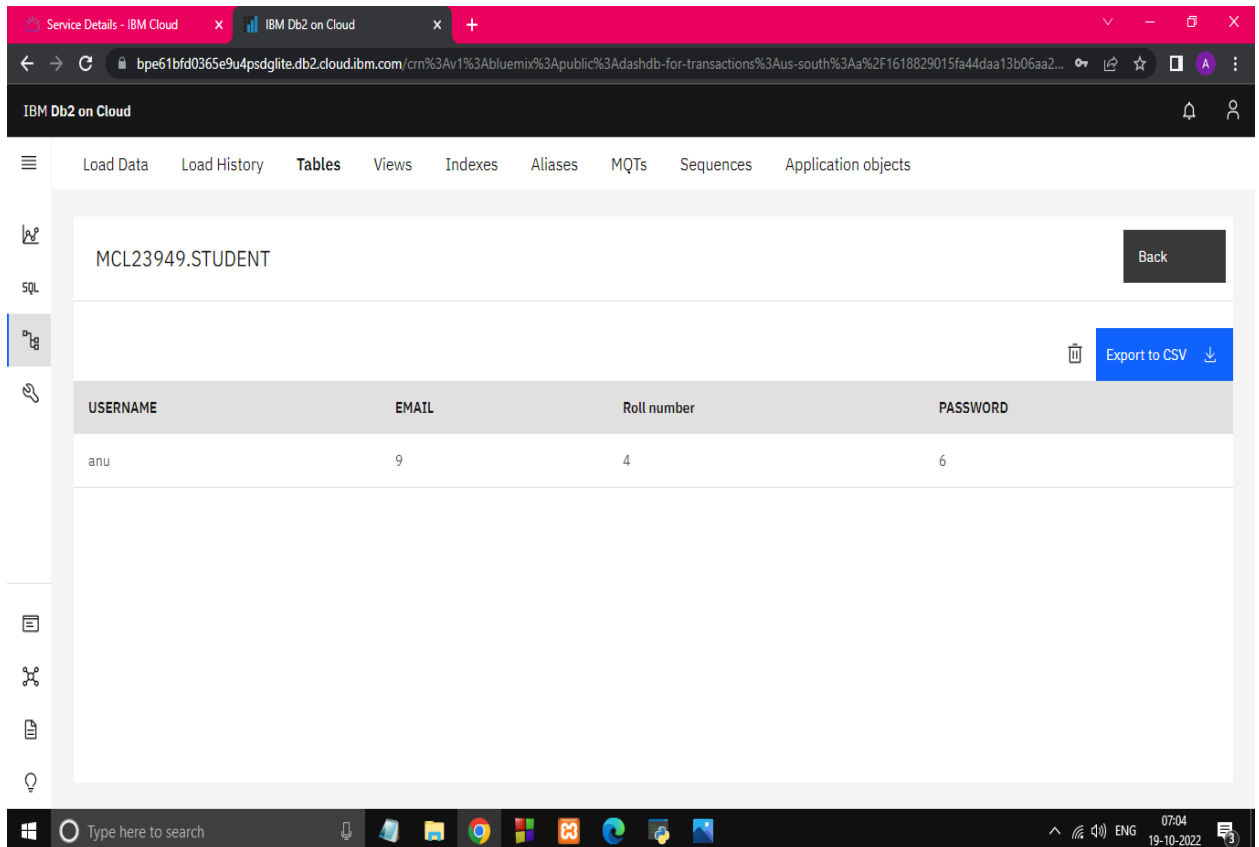 Service Details - IBM Cloud
IBM Db2 on Cloud
bpe61bfd0365e9u4psdglite.db2.cloud.ibm.com/crn%3Av1%3Abluemix%3Apublic%3Adashdb-for-transactions%3Aus-south%3Aa%2F1618829015fa44daa13b06aa2...
A
IBM Db2 on Cloud
Load Data Load History Tables Views Indexes Aliases MQTs Sequences Application objects
MCL23949.STUDENT
Back
SQL
Export to CSV
USERNAME EMAIL Roll number PASSWORD
anu 9 4 6
Type here to search
ENG
07:04
19-10-2022
3